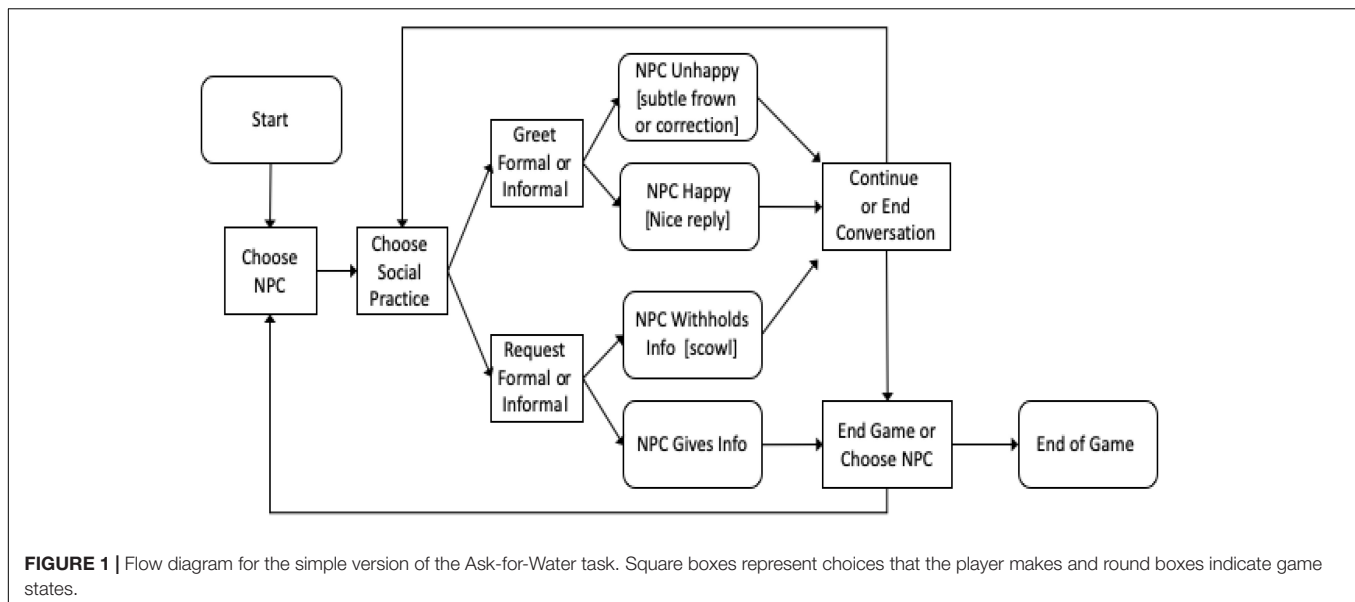 Start
Choose
NPC
Choose
Social
Practice
Greet
Formal or
Informal
Request
Formal or
Informal
NPC Unhappy
[subtle frown
or correction]
NPC Happy
[Nice reply]
NPC Withholds
Info [scowl]
NPC Gives Info
Continue
or End
Conversation
End Game or
Choose NPC
End of Game
FIGURE 1 | Flow diagram for the simple version of the Ask-for-Water task. Square boxes represent choices that the player makes and round boxes indicate game
states.